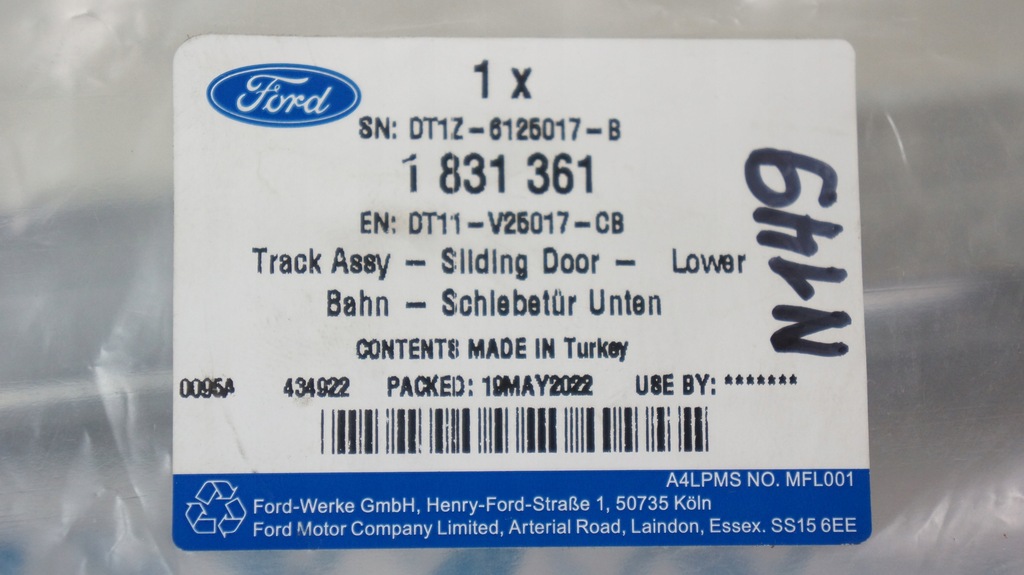 Ford
1 x
SN: DT1Z-6125017-B
1 831 361
EN: DT11-V25017-CB
Track Assy - Sliding Door - Lower
Bahn - Schiebetür Unten
CONTENTS MADE IN Turkey
0095A 434922 PACKED: 19MAY2022 USE BY: *******
A4LPMS NO. MFL001
Ford-Werke GmbH, Henry-Ford-Straße 1, 50735 Köln
Ford Motor Company Limited, Arterial Road, Laindon, Essex. SS15 6EE
N149